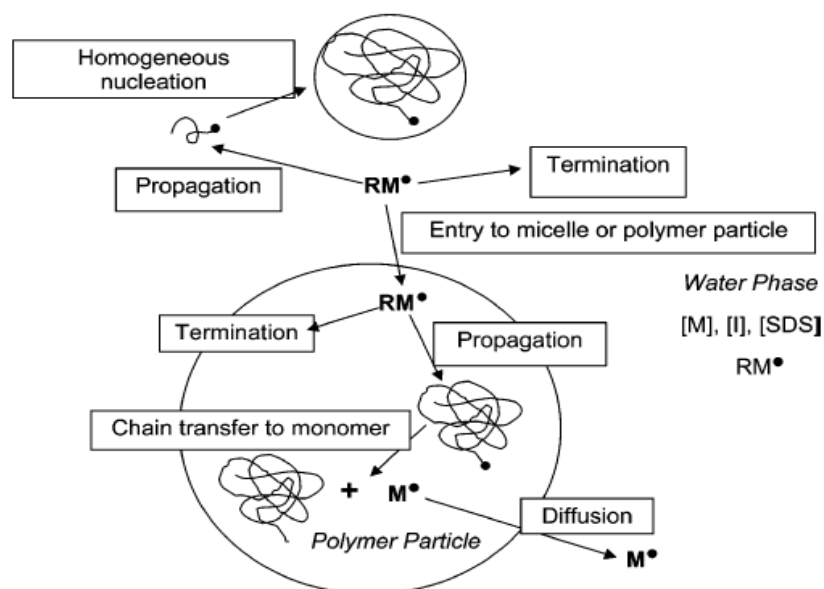 Homogeneous
nucleation
Propagation
RM●
Termination
Entry to micelle or polymer particle
Water Phase
[M], [I], [SDS]
RM●
RM●
Termination
Propagation
Chain transfer to monomer
+ M●
Polymer Particle
Diffusion
M●